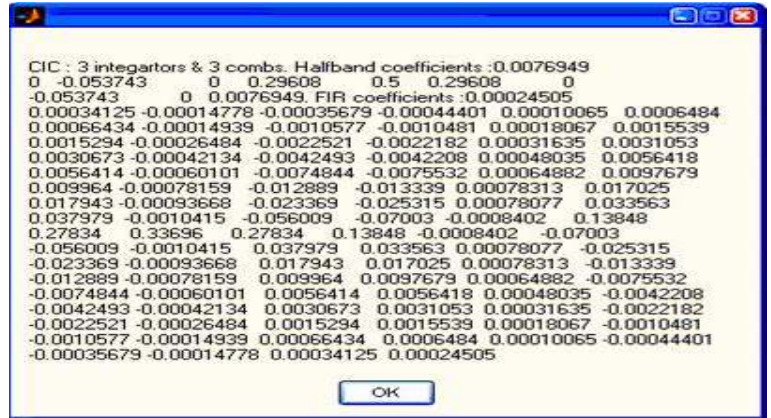 CIC : 3 integartors & 3 combs. Halfband coefficients :0.0076949
0 -0.053743 0 0.29608 0.5 0.29608 0
-0.053743 0 0.0076949. FIR coefficients :0.00024505
0.00034125 -0.00014778 -0.00035679 -0.00044401 0.00010065 0.0006484
0.00066434 -0.00014939 -0.0010577 -0.0010481 0.00018067 0.0015539
0.0015294 -0.00026484 -0.0022521 -0.0022182 0.00031635 0.0031053
0.0030673 -0.00042134 -0.0042493 -0.0042208 0.00048035 0.0056418
0.0056414 -0.00060101 -0.0074844 -0.0075532 0.00064882 0.0097679
0.009964 -0.00078159 -0.012889 -0.013339 0.00078313 0.017025
0.017943 -0.00093668 -0.023369 -0.025315 0.00078077 0.033563
0.037979 -0.0010415 -0.056009 -0.07003 -0.0008402 0.13848
0.27834 0.33696 0.27834 0.13848 -0.0008402 -0.07003
-0.056009 -0.0010415 0.037979 0.033563 0.00078077 -0.025315
-0.023369 -0.00093668 0.017943 0.017025 0.00078313 -0.013339
-0.012889 -0.00078159 0.009964 0.0097679 0.00064882 -0.0075532
-0.0074844 -0.00060101 0.0056414 0.0056418 0.00048035 -0.0042208
-0.0042493 -0.00042134 0.0030673 0.0031053 0.00031635 -0.0022182
-0.0022521 -0.00026484 0.0015294 0.0015539 0.00018067 -0.0010481
-0.0010577 -0.00014939 0.00066434 0.0006484 0.00010065 -0.00044401
-0.00035679 -0.00014778 0.00034125 0.00024505
OK